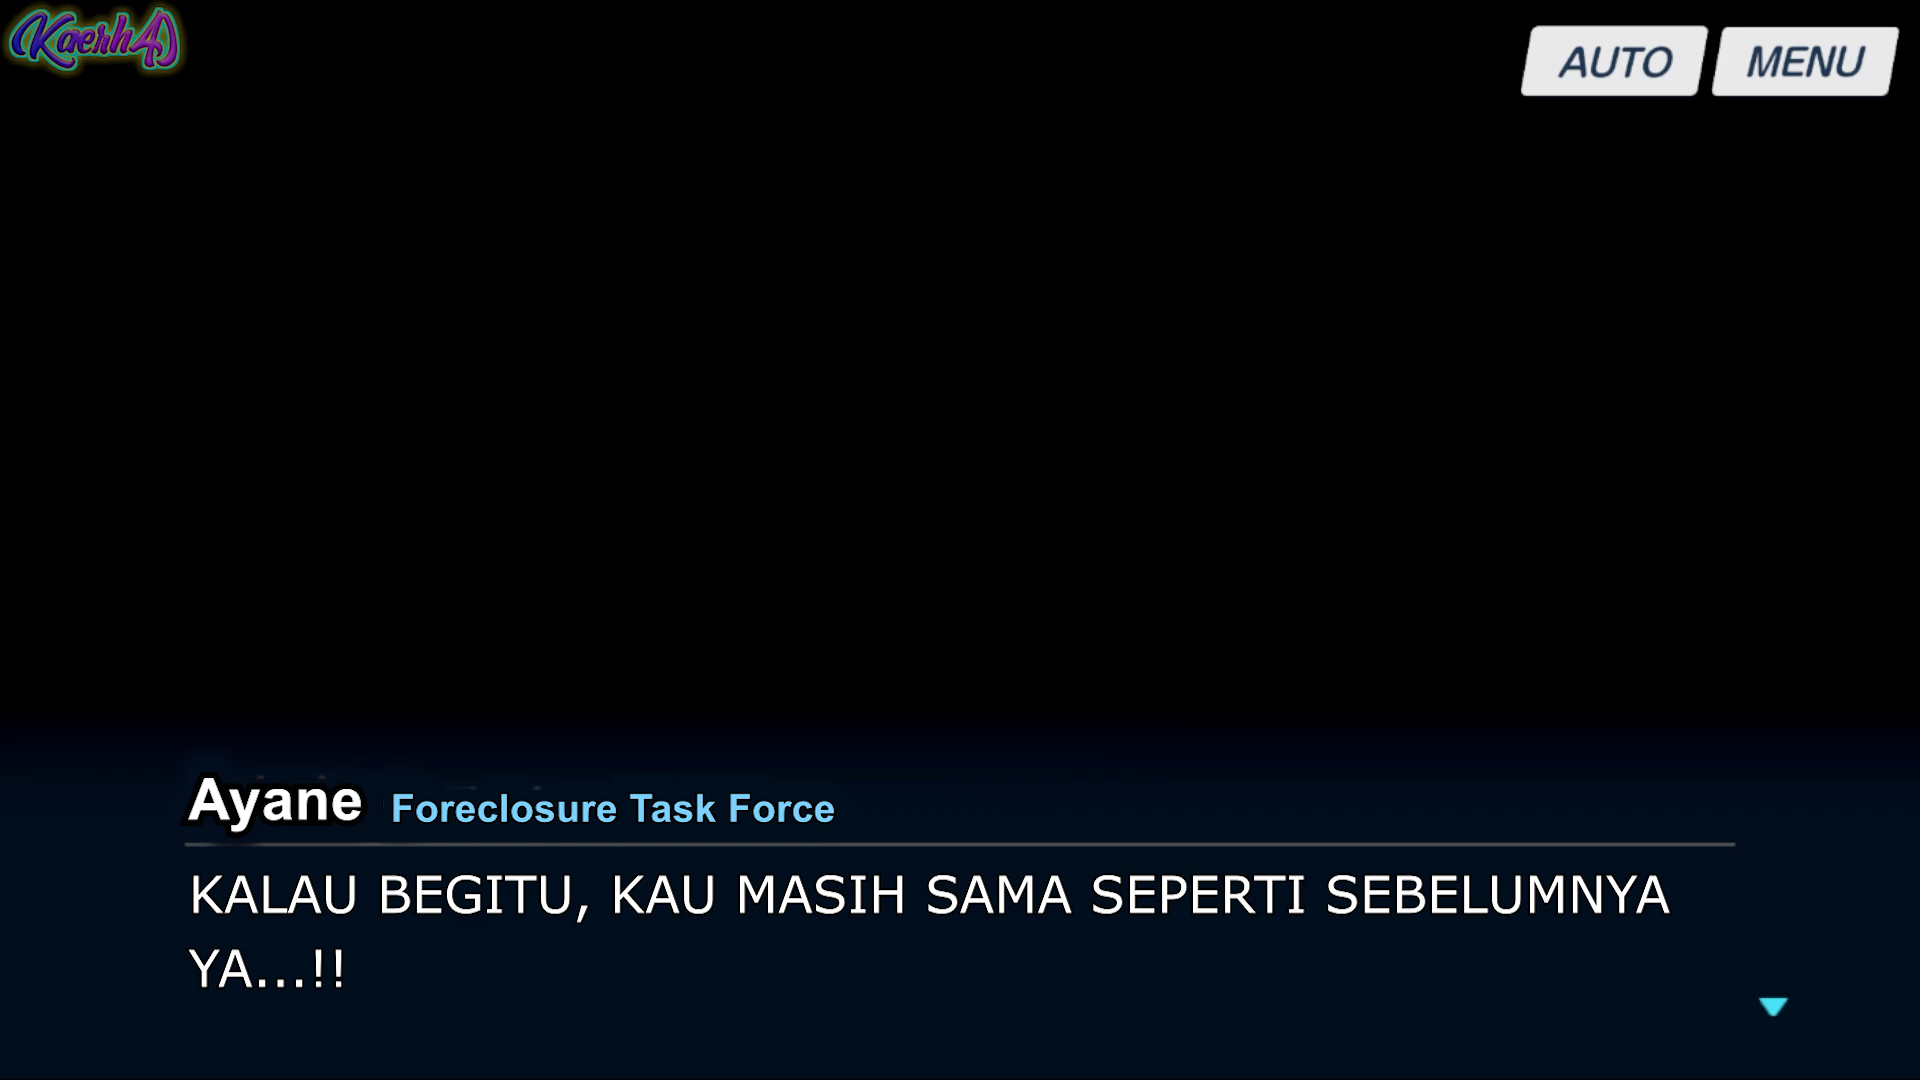 Kaerh4)
AUTO MENU
Ayane Foreclosure Task Force
KALAU BEGITU, KAU MASIH SAMA SEPERTI SEBELUMNYA
YA...!!